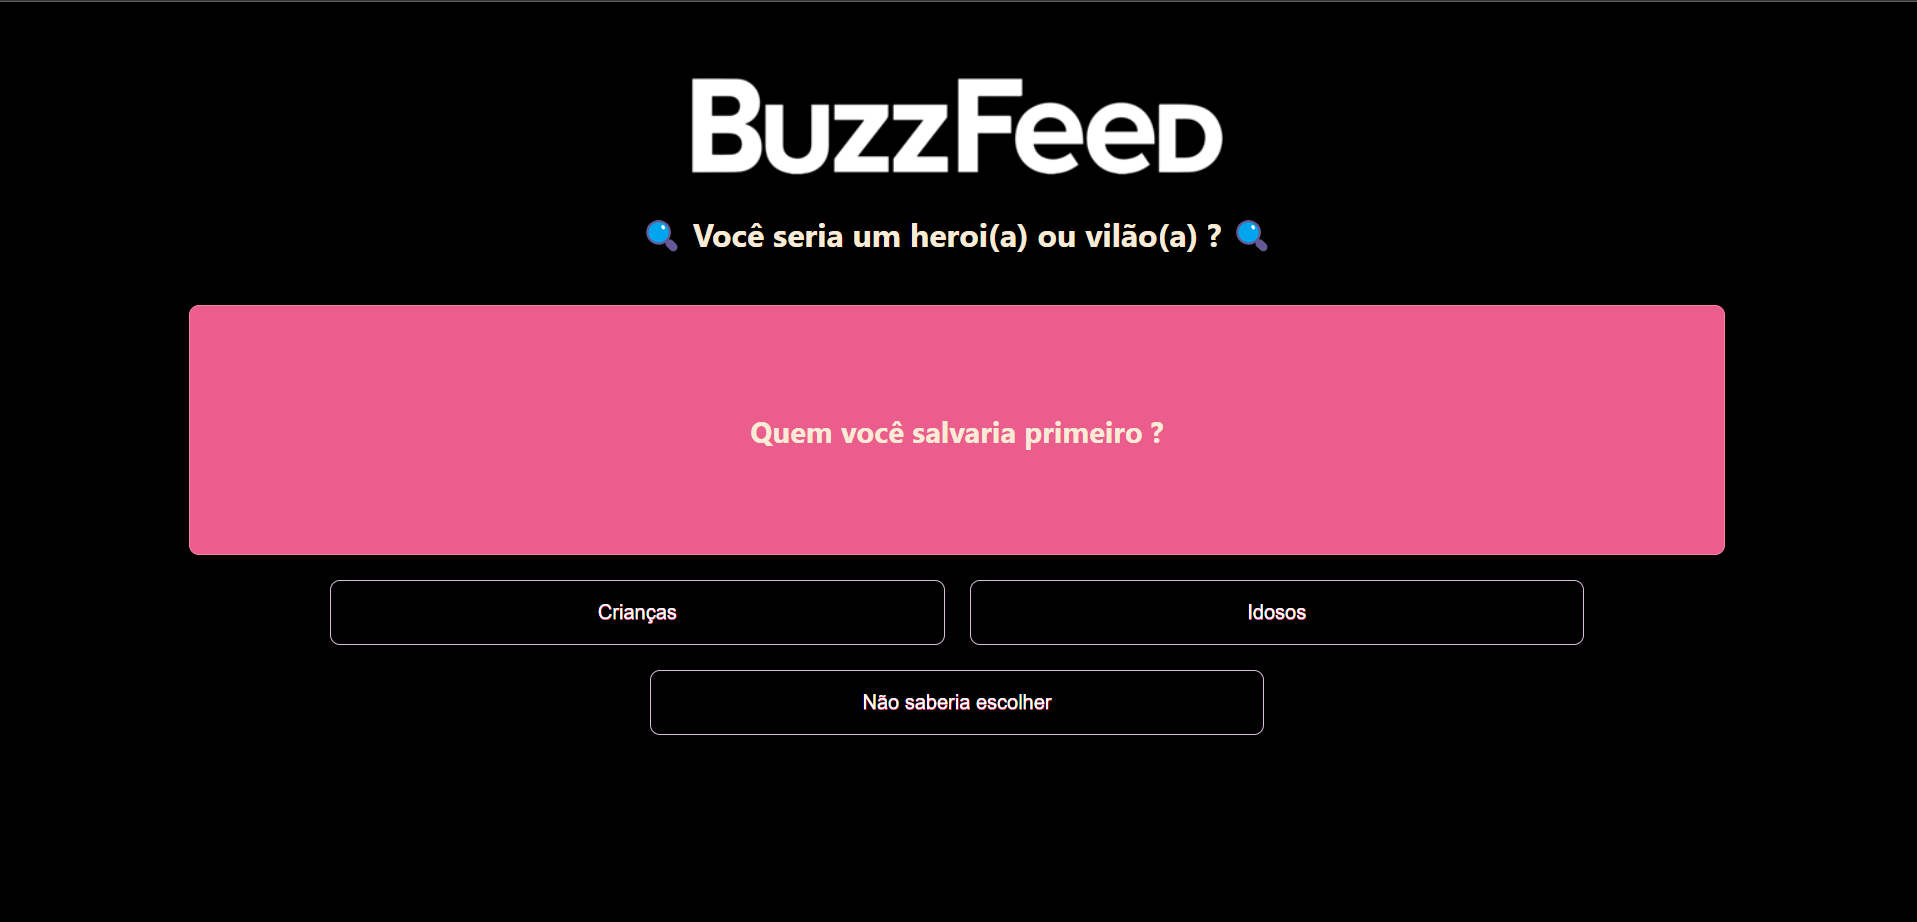 BuzzFeed
🔍 Você seria um heroi(a) ou vilão(a) ? 🔍
Quem você salvaria primeiro ?
Crianças
Idosos
Não saberia escolher